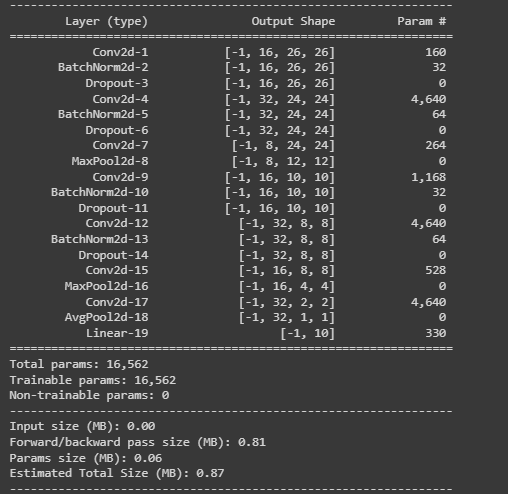 ----------------------------------------------------------------
Layer (type) Output Shape Param #
================================================================
Conv2d-1 [-1, 16, 26, 26] 160
BatchNorm2d-2 [-1, 16, 26, 26] 32
Dropout-3 [-1, 16, 26, 26] 0
Conv2d-4 [-1, 32, 24, 24] 4,640
BatchNorm2d-5 [-1, 32, 24, 24] 64
Dropout-6 [-1, 32, 24, 24] 0
Conv2d-7 [-1, 8, 24, 24] 264
MaxPool2d-8 [-1, 8, 12, 12] 0
Conv2d-9 [-1, 16, 10, 10] 1,168
BatchNorm2d-10 [-1, 16, 10, 10] 32
Dropout-11 [-1, 16, 10, 10] 0
Conv2d-12 [-1, 32, 8, 8] 4,640
BatchNorm2d-13 [-1, 32, 8, 8] 64
Dropout-14 [-1, 32, 8, 8] 0
Conv2d-15 [-1, 16, 8, 8] 528
MaxPool2d-16 [-1, 16, 4, 4] 0
Conv2d-17 [-1, 32, 2, 2] 4,640
AvgPool2d-18 [-1, 32, 1, 1] 0
Linear-19 [-1, 10] 330
================================================================
Total params: 16,562
Trainable params: 16,562
Non-trainable params: 0
----------------------------------------------------------------
Input size (MB): 0.00
Forward/backward pass size (MB): 0.81
Params size (MB): 0.06
Estimated Total Size (MB): 0.87
----------------------------------------------------------------